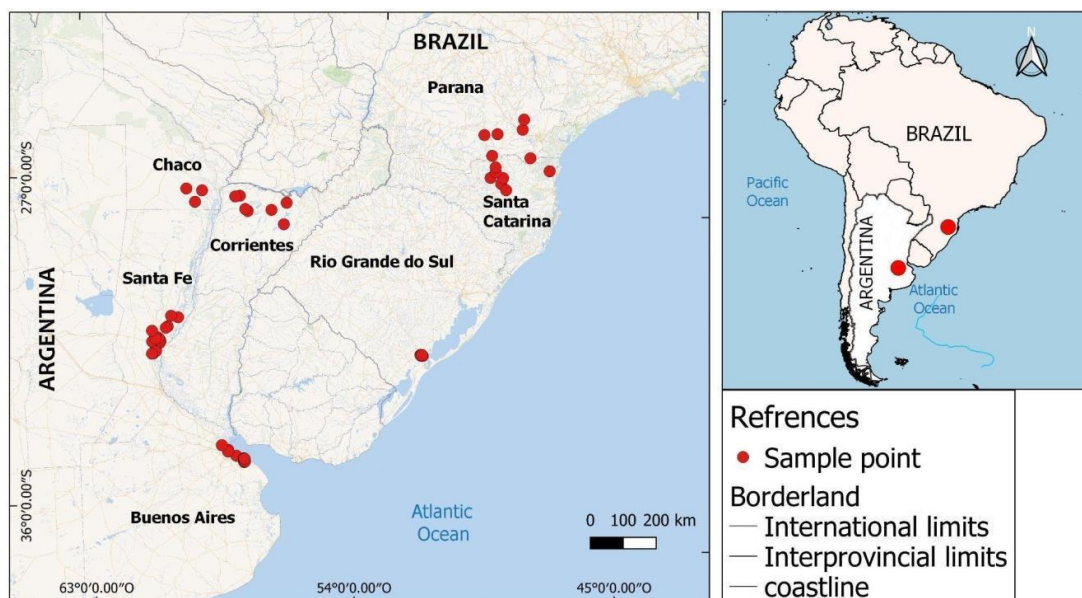 BRAZIL
Parana
Chaco
27°0′0.00″S
Santa
Catarina
Corrientes
Rio Grande do Sul
Santa Fe
ARGENTINA
36°0′0.00″S
Buenos Aires
Atlantic
Ocean
0 100 200 km
63°0′0.00″O
54°0′0.00″O
45°0′0.00″O
N
BRAZIL
Pacific
Ocean
ARGENTINA
Atlantic
Ocean
Refrences
Sample point
Borderland
International limits
Interprovincial limits
coastline